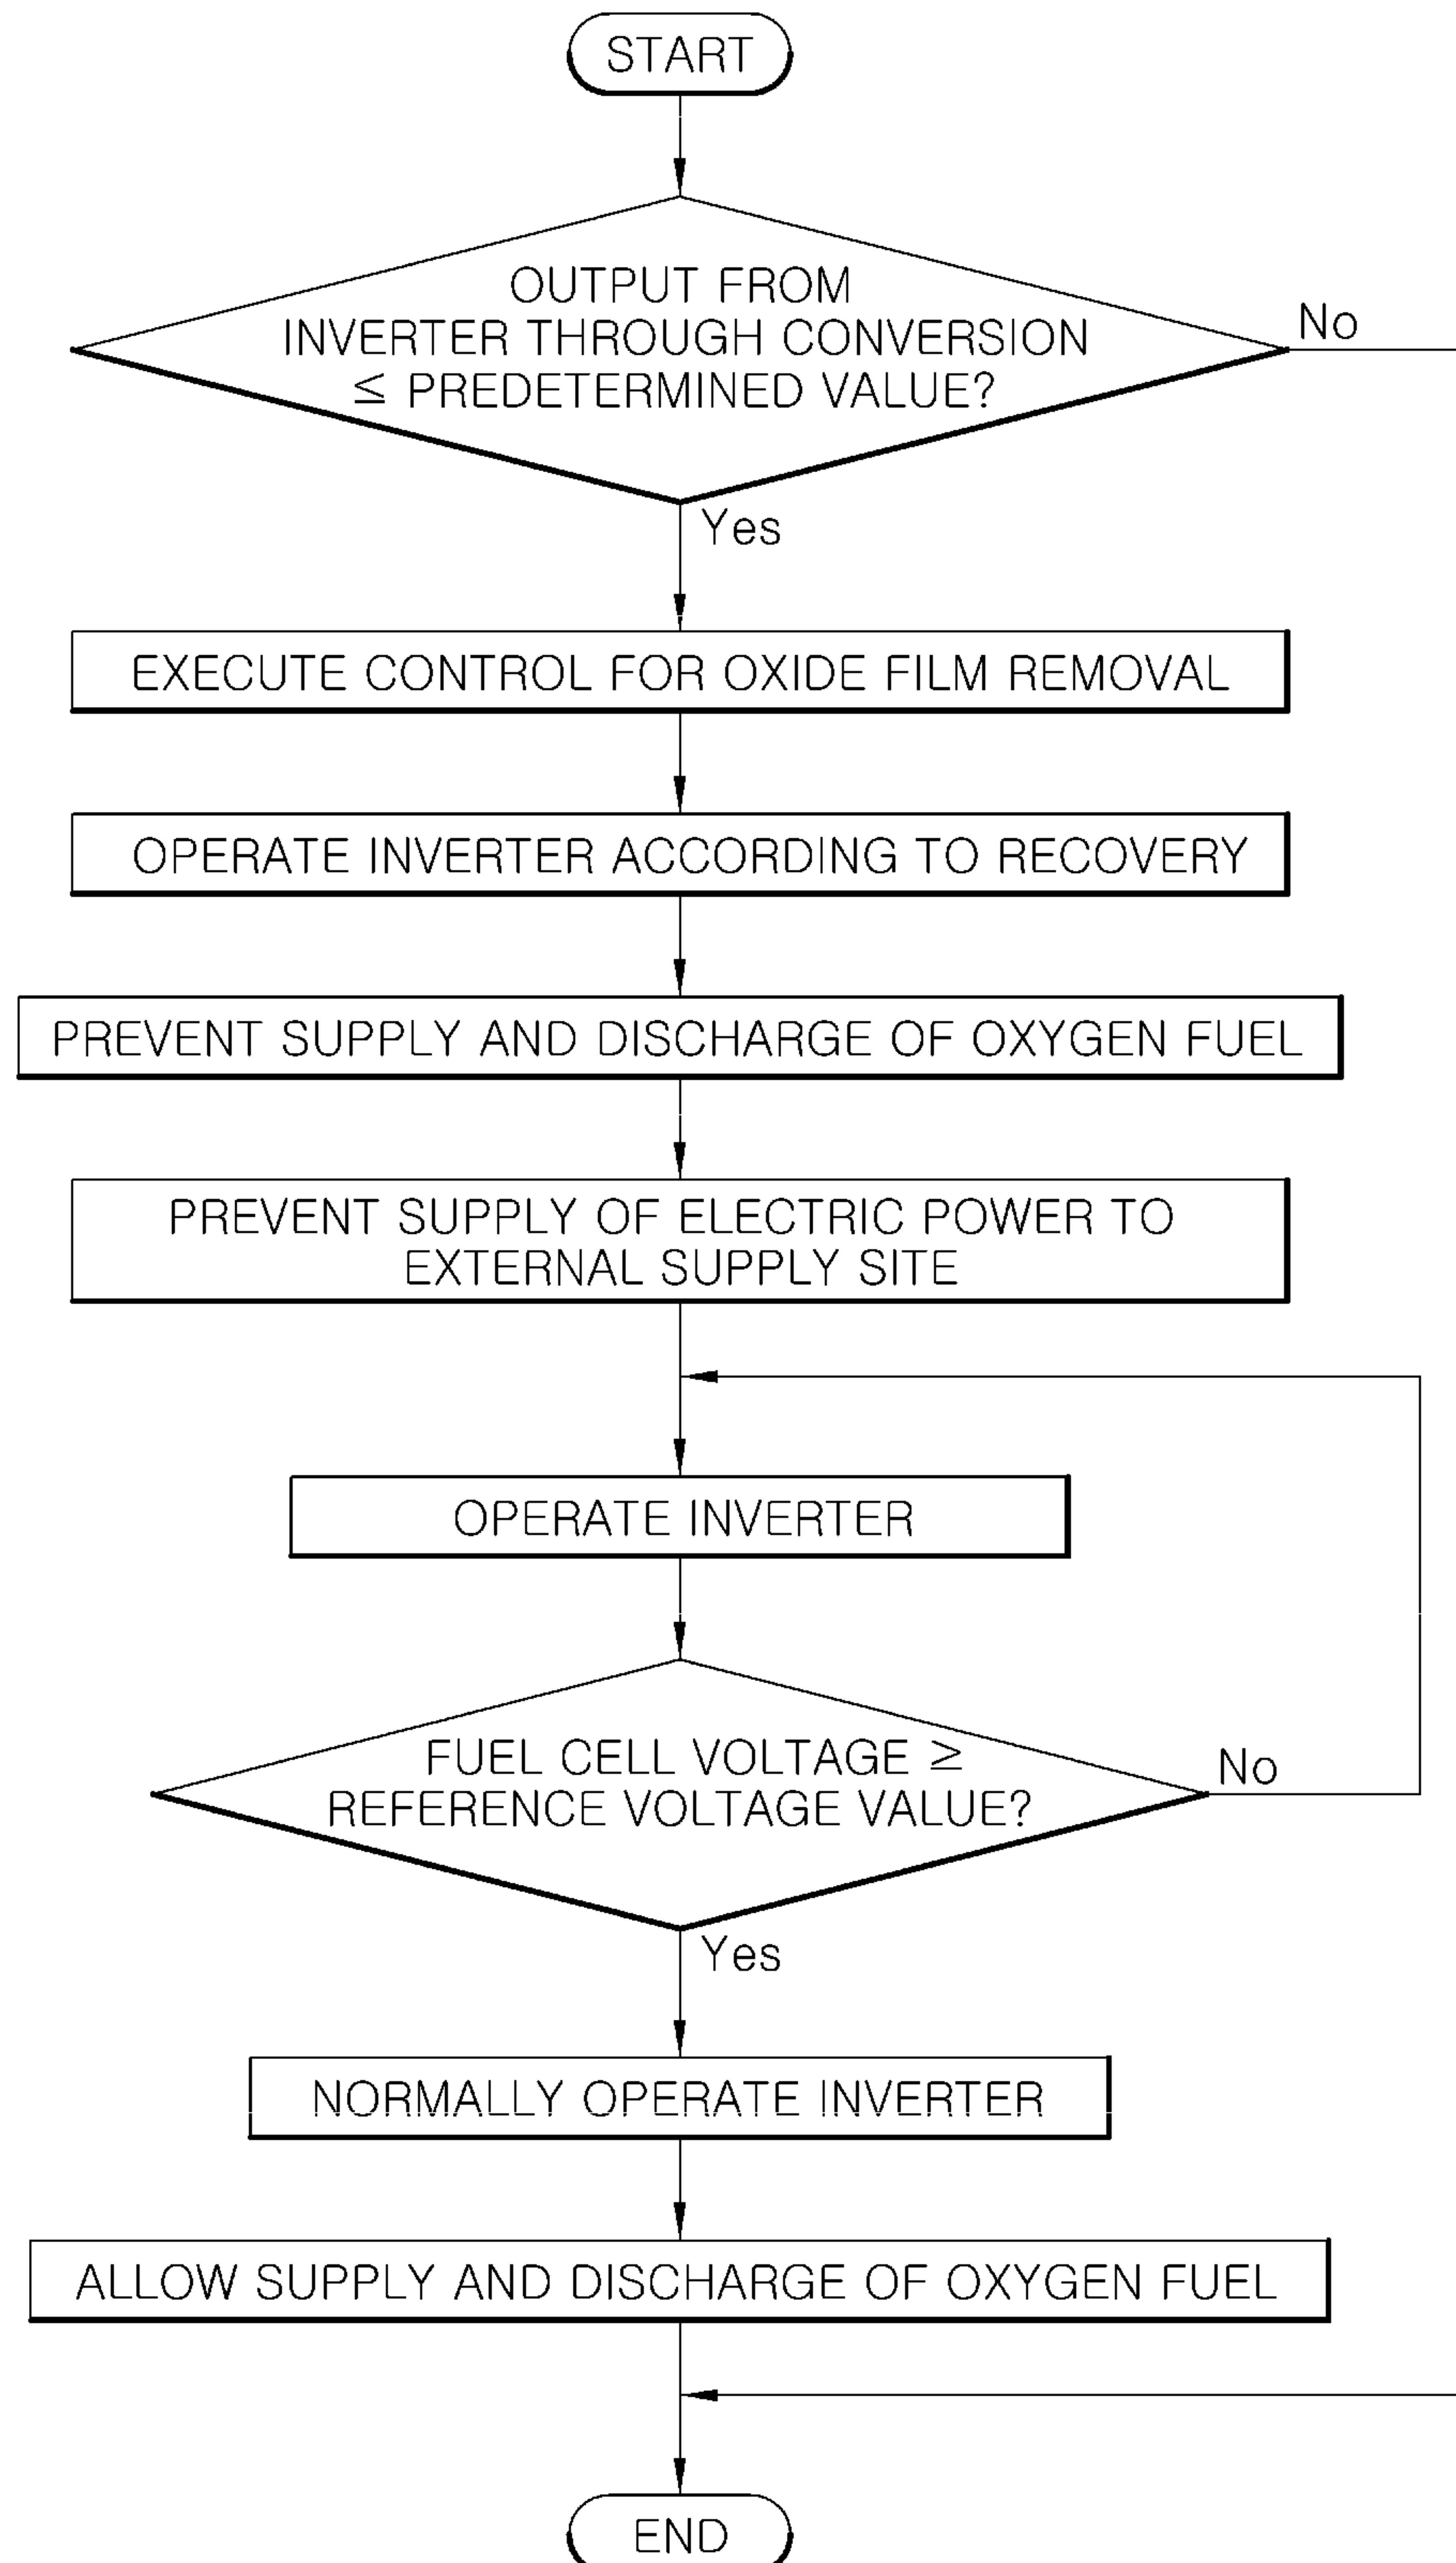 START
OUTPUT FROM
INVERTER THROUGH CONVERSION
≤ PREDETERMINED VALUE?
No
Yes
EXECUTE CONTROL FOR OXIDE FILM REMOVAL
OPERATE INVERTER ACCORDING TO RECOVERY
PREVENT SUPPLY AND DISCHARGE OF OXYGEN FUEL
PREVENT SUPPLY OF ELECTRIC POWER TO
EXTERNAL SUPPLY SITE
OPERATE INVERTER
FUEL CELL VOLTAGE ≥
REFERENCE VOLTAGE VALUE?
No
Yes
NORMALLY OPERATE INVERTER
ALLOW SUPPLY AND DISCHARGE OF OXYGEN FUEL
END